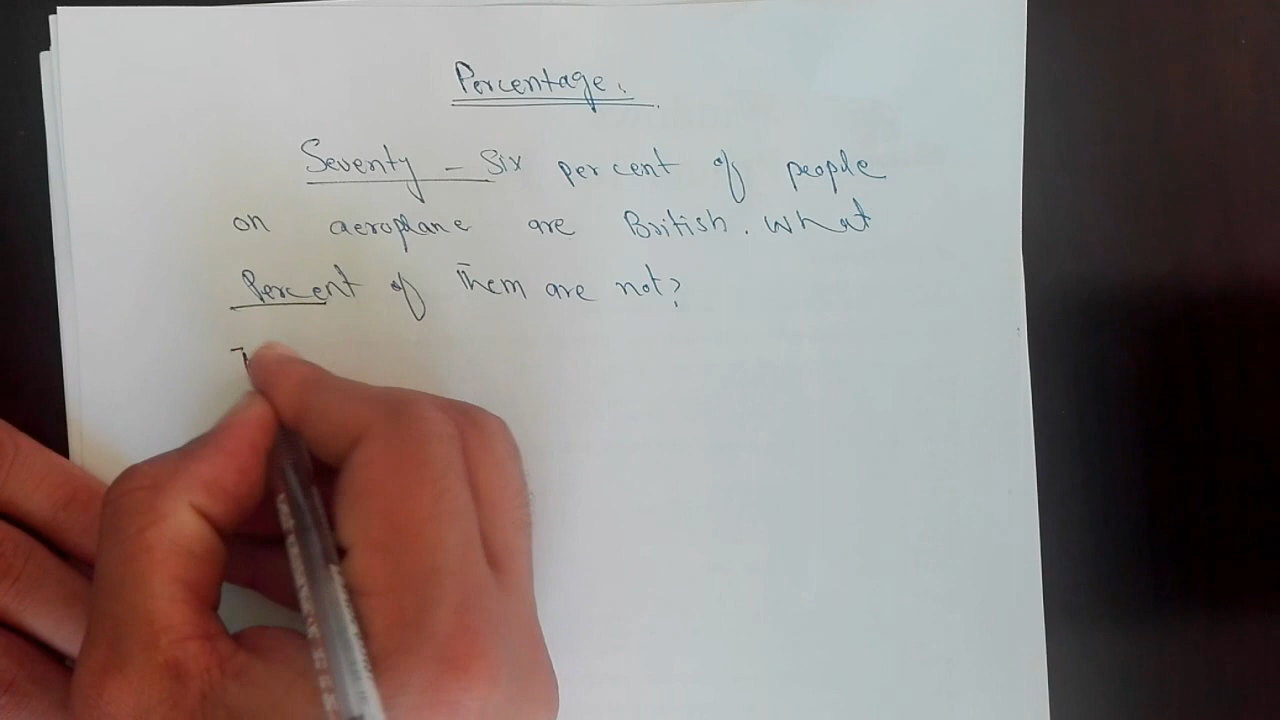 Percentage.
Seventy - Six percent of people
on aeroplane are British. What
Percent of Them are not?